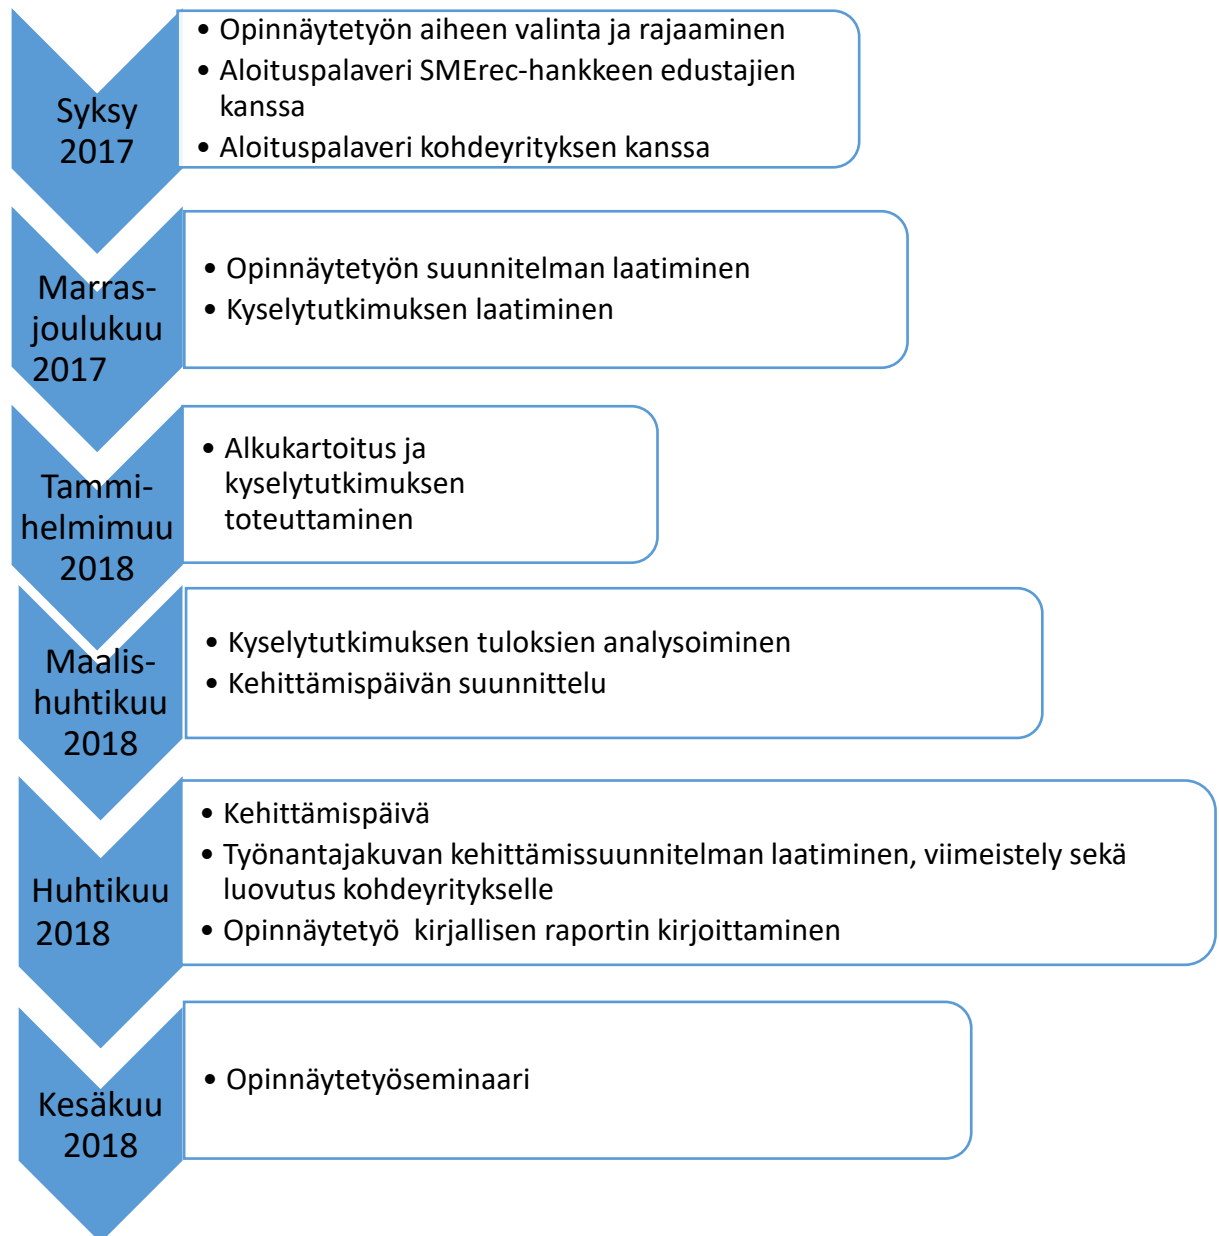 Syksy
2017
• Opinnäytetyön aiheen valinta ja rajaaminen
• Aloituspalaveri SMErec-hankkeen edustajien
kanssa
• Aloituspalaveri kohdeyrityksen kanssa
Marras-
joulukuu
2017
• Opinnäytetyön suunnitelman laatiminen
• Kyselytutkimuksen laatiminen
Tammi-
helmimuu
2018
• Alkukartoitus ja
kyselytutkimuksen
toteuttaminen
Maalis-
huhtikuu
2018
• Kyselytutkimuksen tuloksien analysoiminen
• Kehittämispäivän suunnittelu
Huhtikuu
2018
• Kehittämispäivä
• Työnantajakuvan kehittämissuunnitelman laatiminen, viimeistely sekä
luovutus kohdeyritykselle
• Opinnäytetyö  kirjallisen raportin kirjoittaminen
Kesäkuu
2018
• Opinnäytetyöseminaari